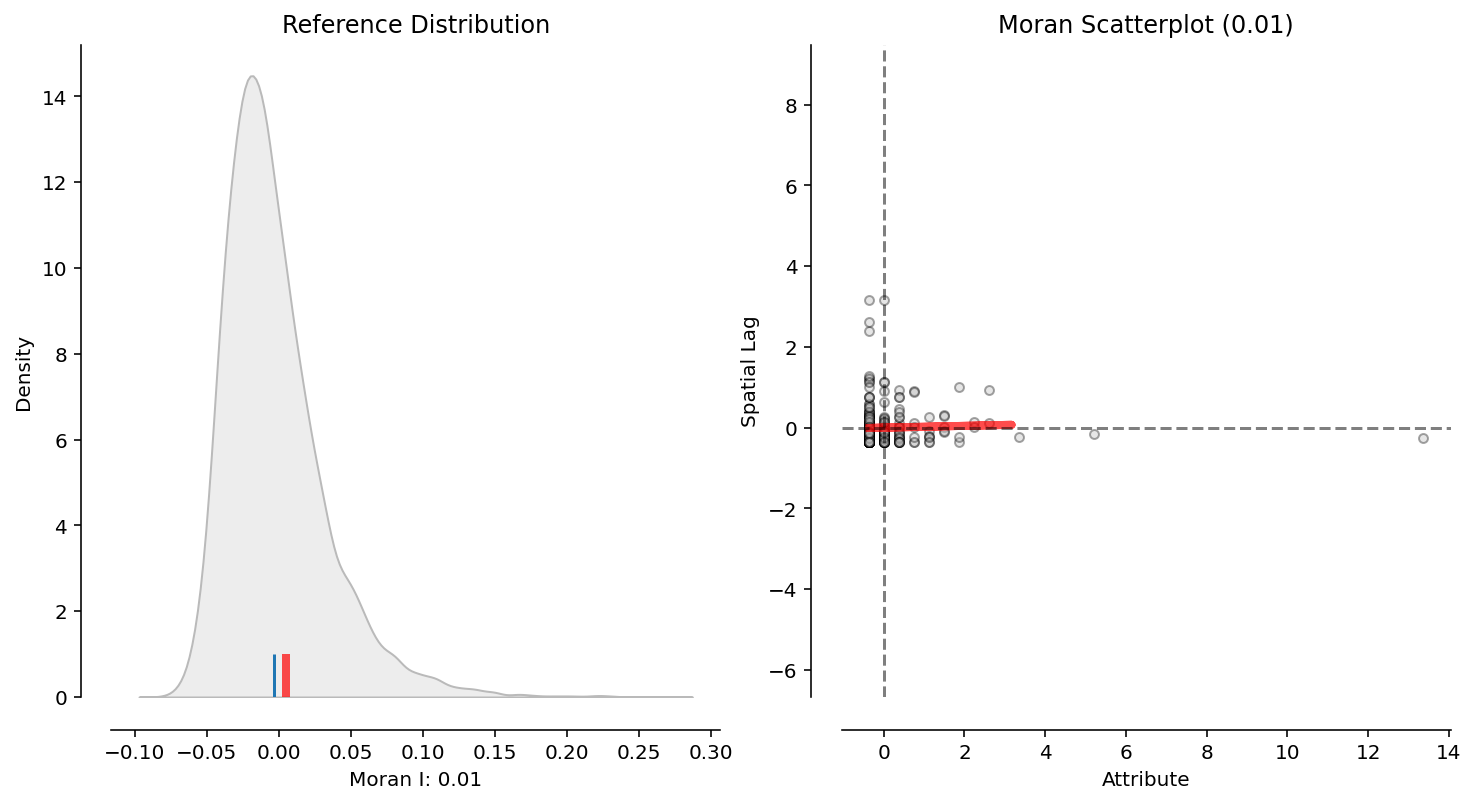 Reference Distribution
Density
14
12
10
8
6
4
2
0
−0.10 −0.05 0.00 0.05 0.10 0.15 0.20 0.25 0.30
Moran I: 0.01
Moran Scatterplot (0.01)
Spatial Lag
8
6
4
2
0
−2
−4
−6
0 2 4 6 8 10 12 14
Attribute